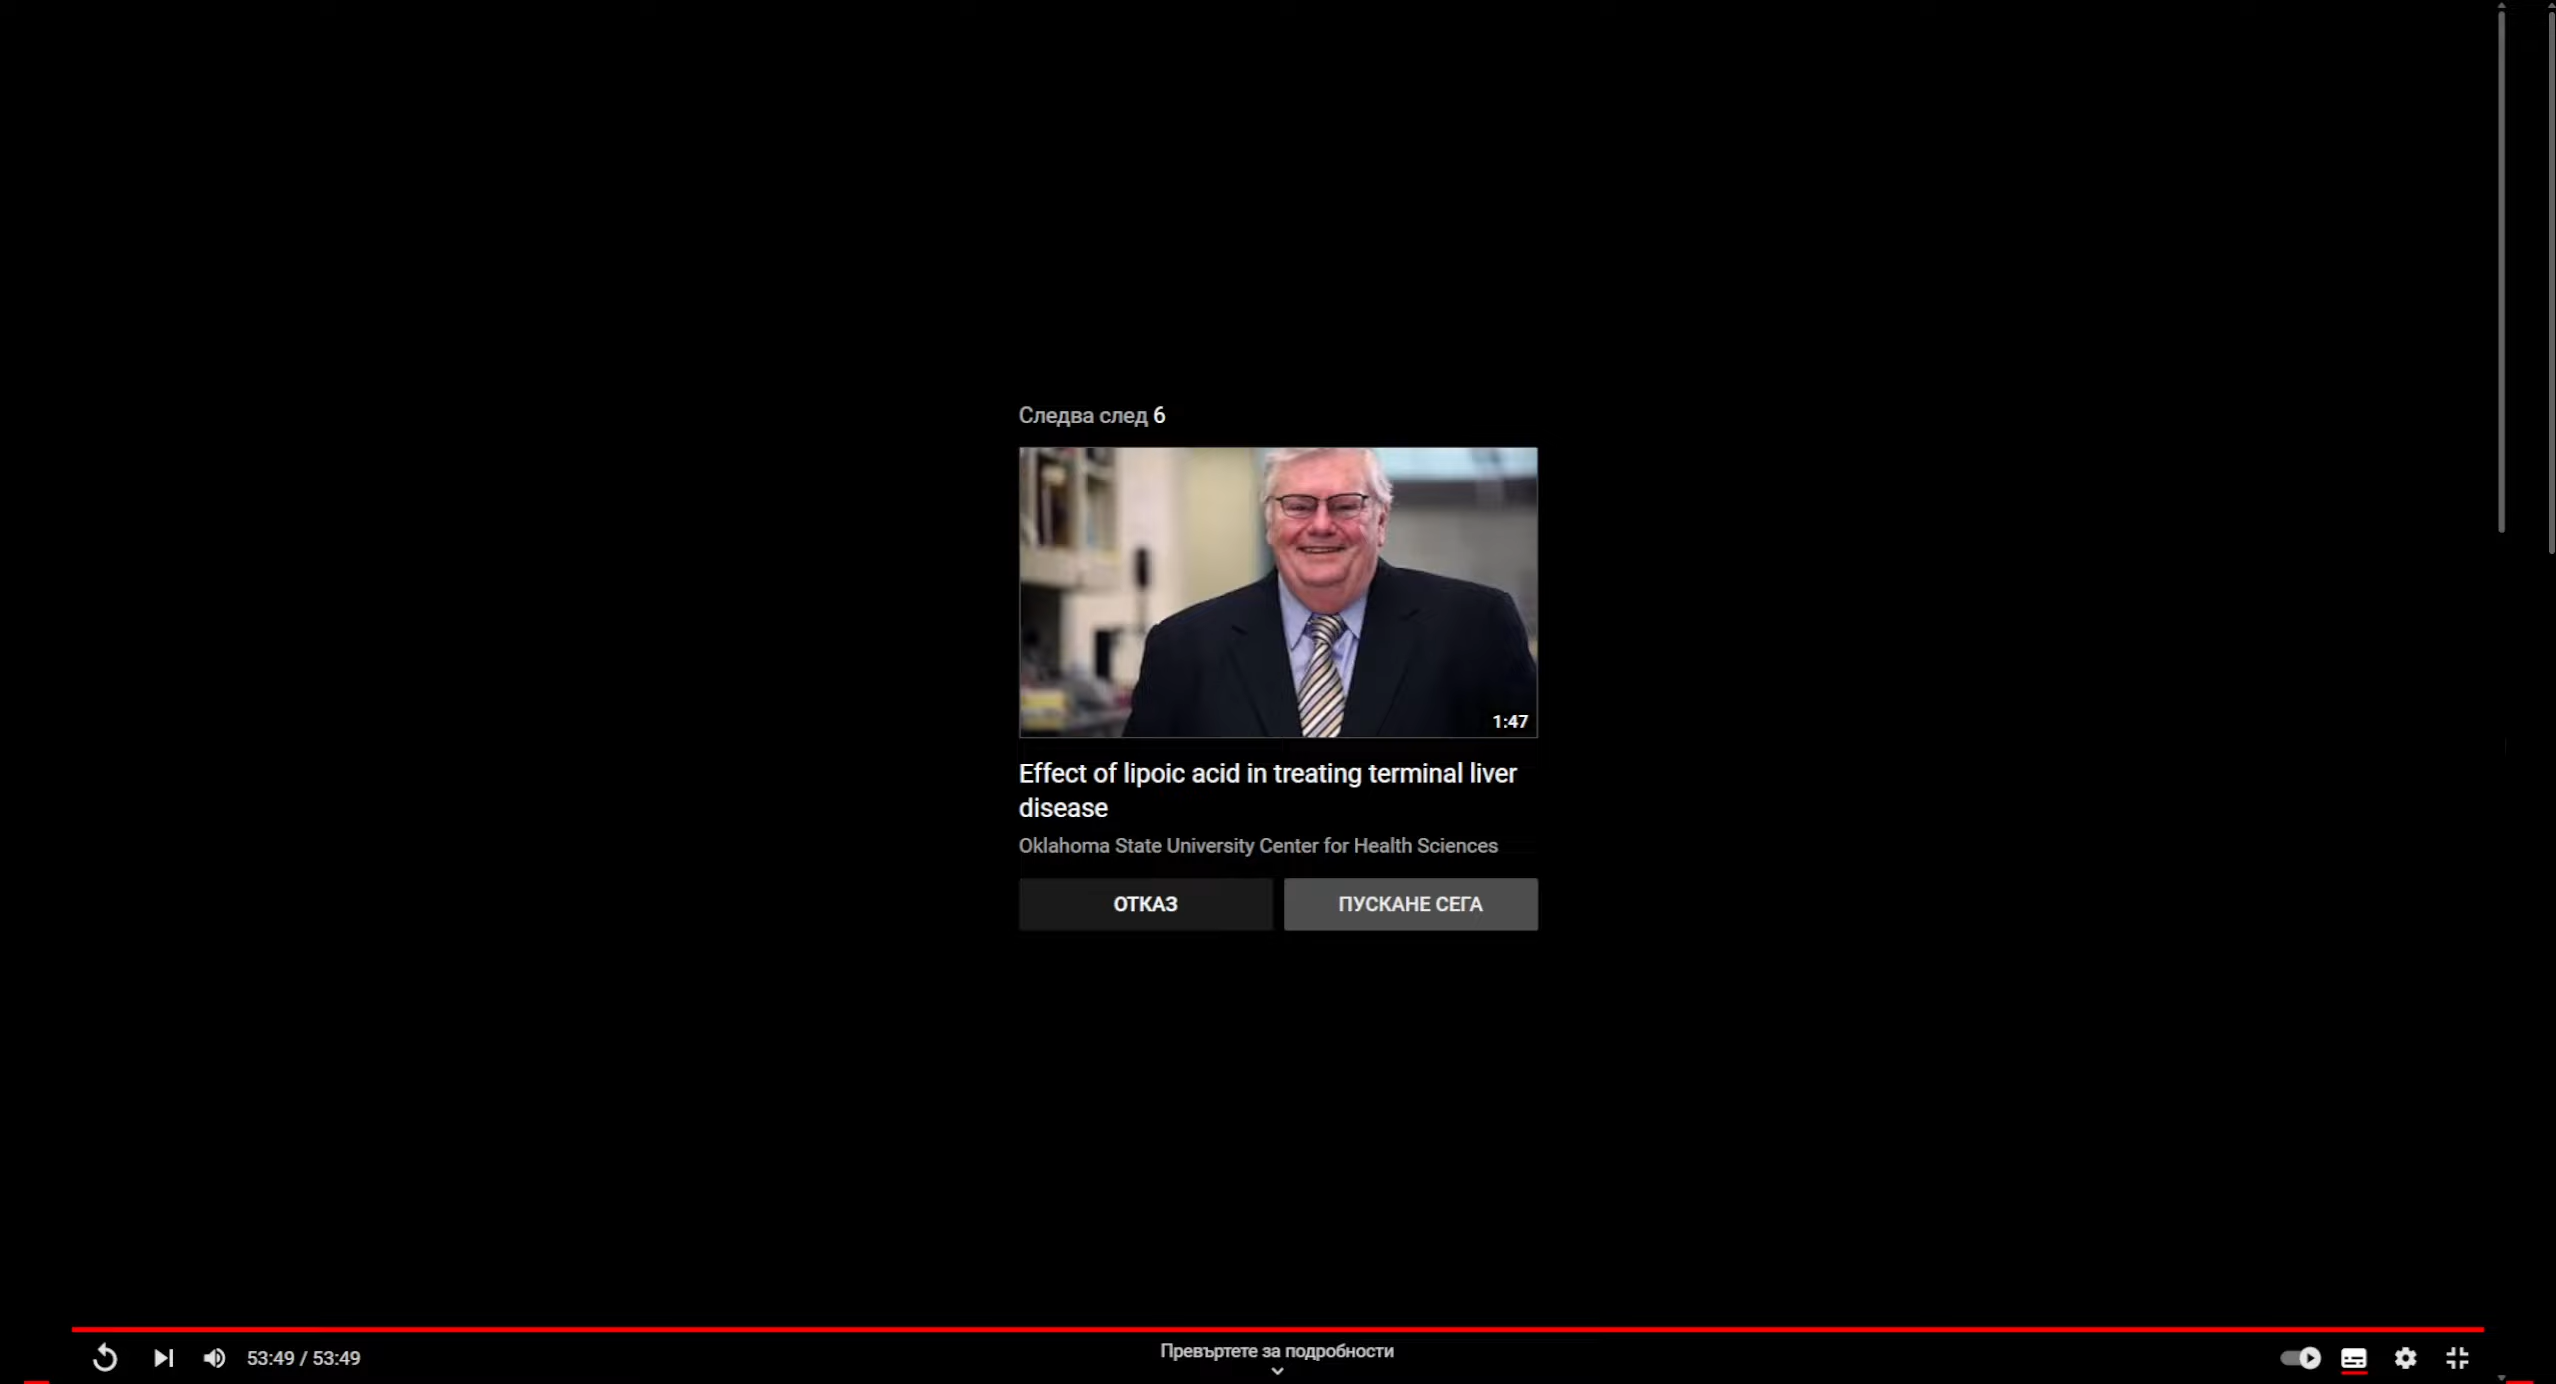 Следва след 6
1:47
Effect of lipoic acid in treating terminal liver
disease
Oklahoma State University Center for Health Sciences
ОТКАЗ
ПУСКАНЕ СЕГА
53:49 / 53:49
Превъртете за подробности